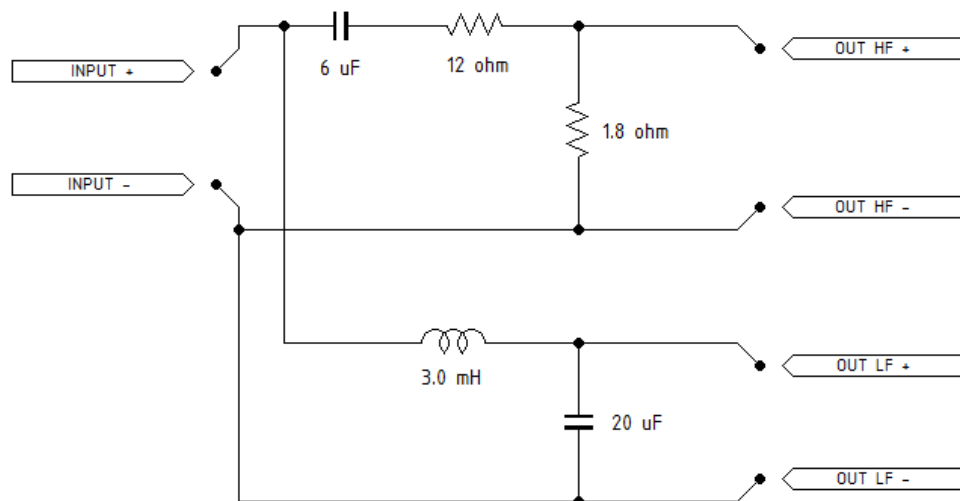 OUT HF +
INPUT +
6 uF
12 ohm
1.8 ohm
INPUT -
OUT HF -
OUT LF +
3.0 mH
20 uF
OUT LF -